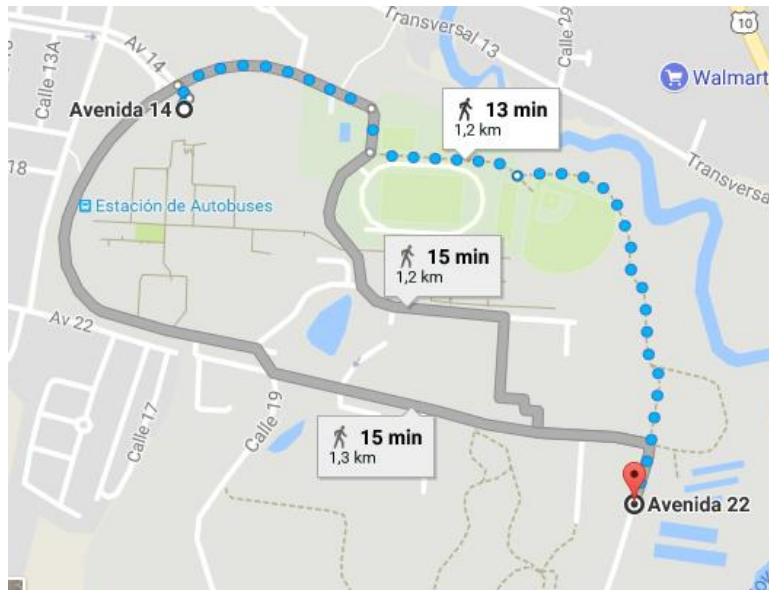 Transversal 13
Calle 29
10
Av 14
Calle 13A
Walmart
Avenida 14
13 min
1,2 km
Transversal
18
Estación de Autobuses
15 min
1,2 km
Av 22
Calle 17
Calle 19
15 min
1,3 km
Avenida 22